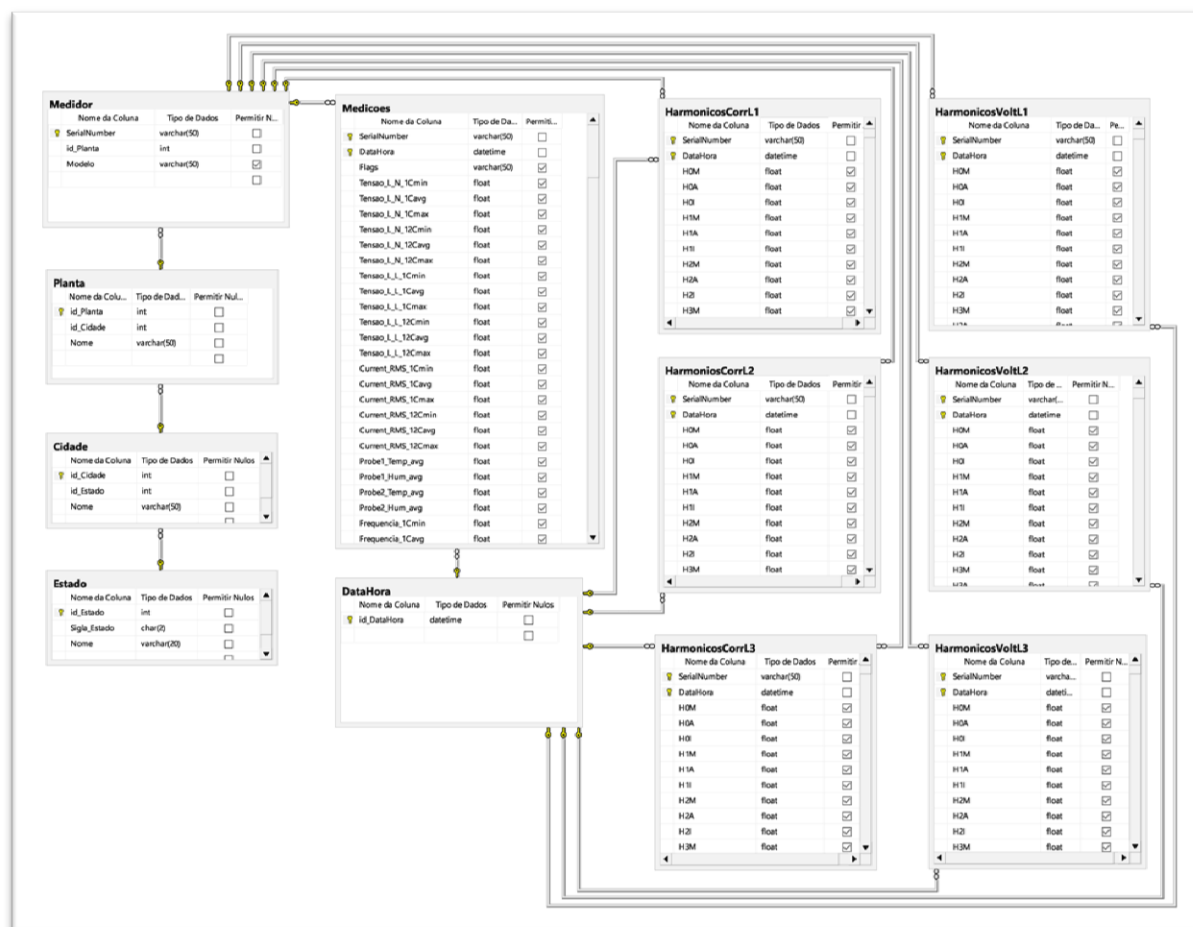 Medidor
Nome da Coluna Tipo de Dados Permitir N...
SerialNumber varchar(50)
id_Planta int
Modelo varchar(50)
Planta
Nome da Colu... Tipo de Dad... Permitir Nul...
id_Planta int
id_Cidade int
Nome varchar(50)
Cidade
Nome da Coluna Tipo de Dados Permitir Nulos
id_Cidade int
id_Estado int
Nome varchar(50)
Estado
Nome da Coluna Tipo de Dados Permitir Nulos
id_Estado int
Sigla_Estado char(2)
Nome varchar(20)
Medicoes
Nome da Coluna Tipo de Da... Permiti...
SerialNumber varchar(50)
DataHora datetime
Flags varchar(50)
Tensao_L_N_1Cmin float
Tensao_L_N_1Cavg float
Tensao_L_N_1Cmax float
Tensao_L_N_12Cmin float
Tensao_L_N_12Cavg float
Tensao_L_N_12Cmax float
Tensao_L_L_1Cmin float
Tensao_L_L_1Cavg float
Tensao_L_L_1Cmax float
Tensao_L_L_12Cmin float
Tensao_L_L_12Cavg float
Tensao_L_L_12Cmax float
Current_RMS_1Cmin float
Current_RMS_1Cavg float
Current_RMS_1Cmax float
Current_RMS_12Cmin float
Current_RMS_12Cavg float
Current_RMS_12Cmax float
Probe1_Temp_avg float
Probe1_Hum_avg float
Probe2_Temp_avg float
Probe2_Hum_avg float
Frequencia_1Cmin float
Frequencia_1Cavg float
DataHora
Nome da Coluna Tipo de Dados Permitir Nulos
id_DataHora datetime
HarmonicosCorrL1
Nome da Coluna Tipo de Dados Permitir
SerialNumber varchar(50)
DataHora datetime
H0M float
H0A float
H0I float
H1M float
H1A float
H1I float
H2M float
H2A float
H2I float
H3M float
HarmoniosCorrL2
Nome da Coluna Tipo de Dados Permitir
SerialNumber varchar(50)
DataHora datetime
H0M float
H0A float
H0I float
H1M float
H1A float
H1I float
H2M float
H2A float
H2I float
H3M float
HarmonicosCorrL3
Nome da Coluna Tipo de Dados Permitir
SerialNumber varchar(50)
DataHora datetime
H0M float
H0A float
H0I float
H1M float
H1A float
H1I float
H2M float
H2A float
H2I float
H3M float
HarmonicosVoltL1
Nome da Coluna Tipo de Da... Pe...
SerialNumber varchar(50)
DataHora datetime
H0M float
H0A float
H0I float
H1M float
H1A float
H1I float
H2M float
H2A float
H2I float
H3M float
H3A float
HarmonicosVoltL2
Nome da Coluna Tipo de ... Permitir N...
SerialNumber varchar(...
DataHora datetime
H0M float
H0A float
H0I float
H1M float
H1A float
H1I float
H2M float
H2A float
H2I float
H3M float
H3A float
HarmonicosVoltL3
Nome da Coluna Tipo de... Permitir N...
SerialNumber varcha...
DataHora dateti...
H0M float
H0A float
H0I float
H1M float
H1A float
H1I float
H2M float
H2A float
H2I float
H3M float